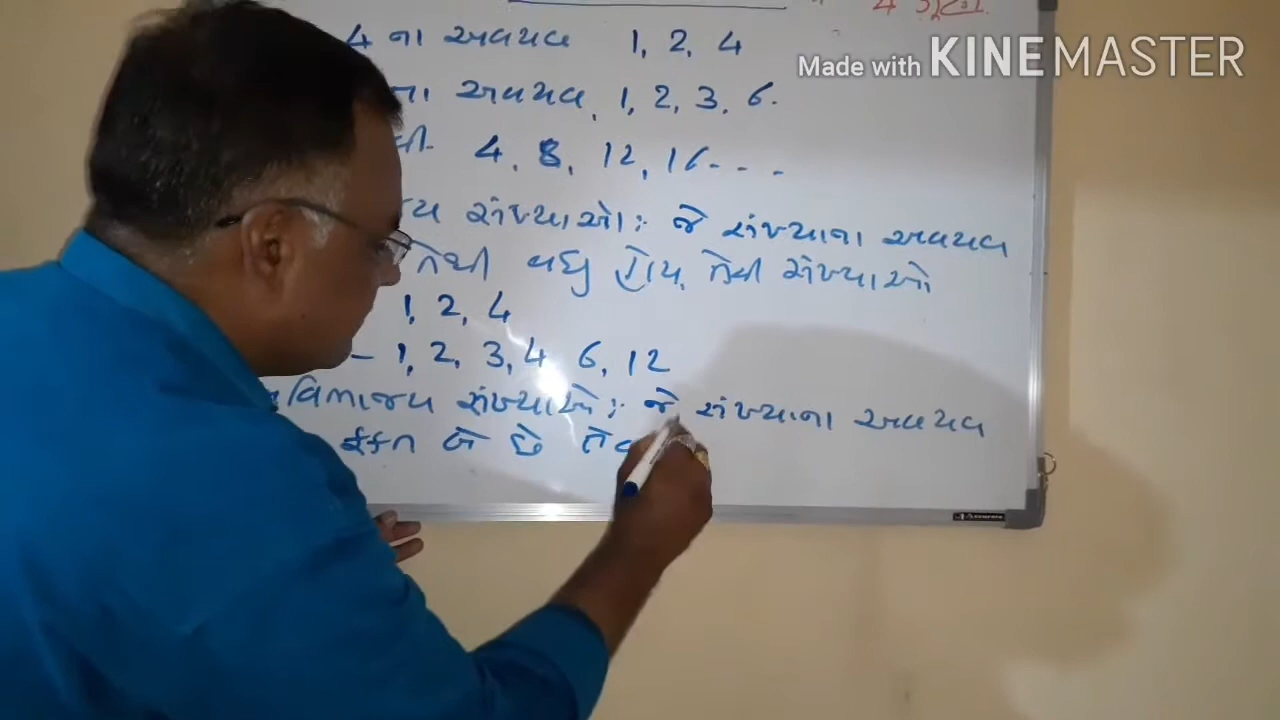 Made with KINEMASTER
4 ના અવયવ 1, 2, 4
ના અવયવ, 1, 2, 3, 6.
4, 8, 12, 16 - - -
જ્ય સંખ્યાઓ : જે સંખ્યાના અવયવ
તેથી વધુ હોય, તેવી સંખ્યાઓ
1, 2, 4
– 1, 2, 3, 4 6, 12
અવિભાજ્ય સંખ્યાઓ : જે સંખ્યાના અવયવ
ફક્ત બે છે તેવ